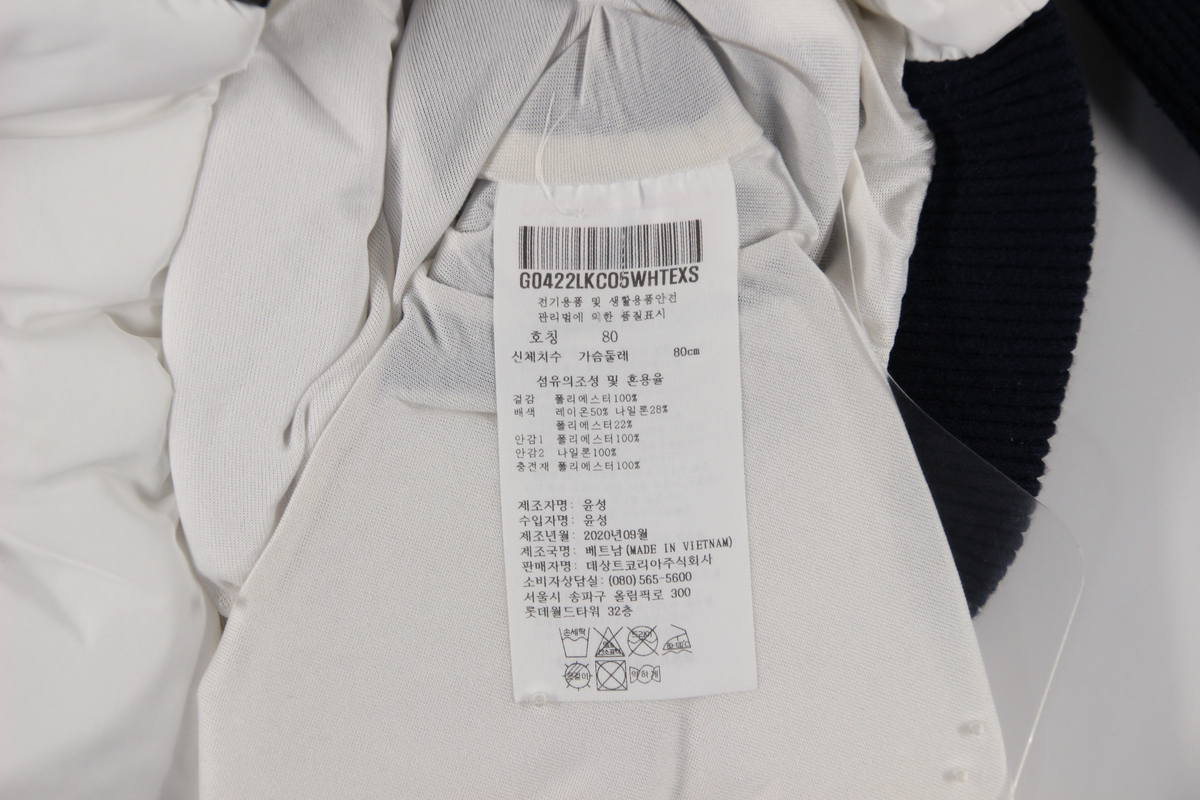 G0422LKC05WHTEXS
전기용품 및 생활용품안전
관리법에 의한 품질표시
호칭 80
신체치수 가슴둘레 80cm
섬유의조성 및 혼용율
겉감 폴리에스터100%
배색 레이온50% 나일론28%
폴리에스터22%
안감1 폴리에스터100%
안감2 나일론100%
충전재 폴리에스터100%
제조자명: 윤성
수입자명: 윤성
제조년월: 2020년09월
제조국명: 베트남(MADE IN VIETNAM)
판매자명: 데상트코리아주식회사
소비자상담실: (080)565-5600
서울시 송파구 올림픽로 300
롯데월드타워 32층
손세탁 드라이
약하게